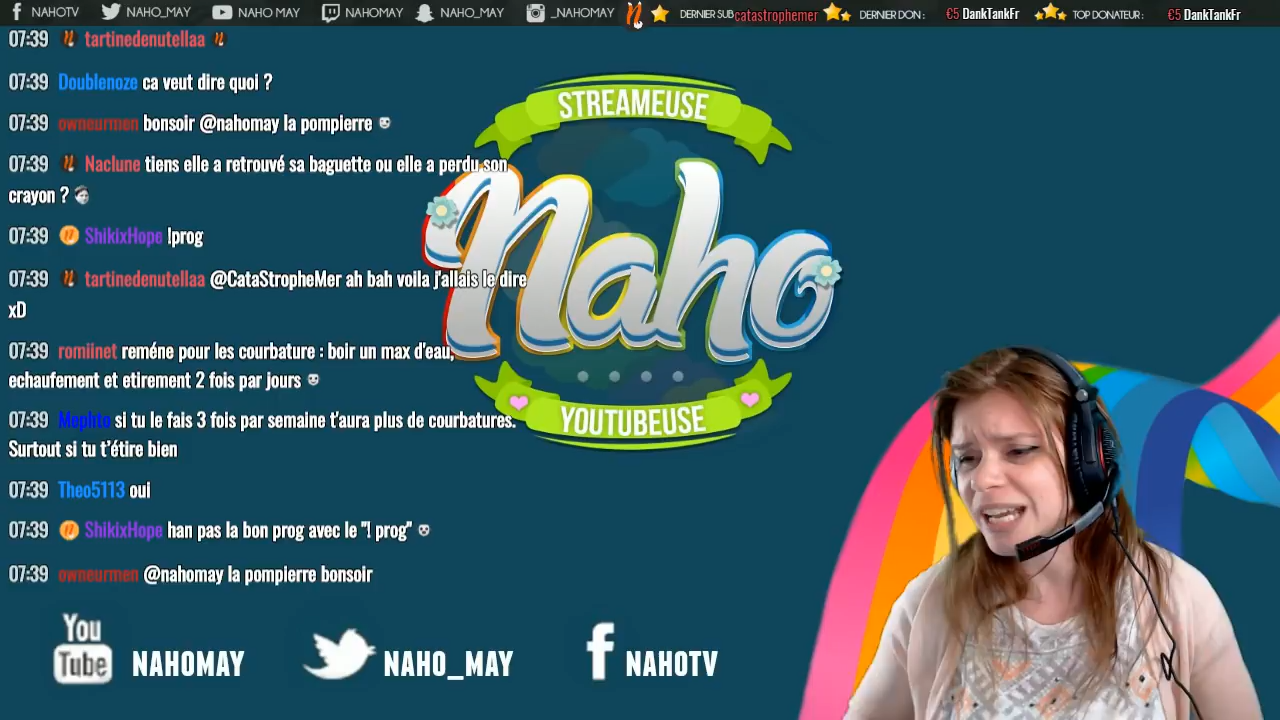 NAHOTV NAHO_MAY NAHO MAY NAHOMAY NAHO_MAY _NAHOMAY DERNIER SUB catastrophemer DERNIER DON : €5 DankTankFr TOP DONATEUR : €5 DankTankFr
07:39 tartinedenutellaa
07:39 Doublenoze ca veut dire quoi ?
07:39 owneurmen bonsoir @nahomay la pompierre
07:39 Naclune tiens elle a retrouvé sa baguette ou elle a perdu son
crayon ?
07:39 ShikixHope !prog
07:39 tartinedenutellaa @CataStropheMer ah bah voila j'allais le dire
xD
07:39 romiinet reméne pour les courbature : boir un max d'eau,
echaufement et etirement 2 fois par jours
07:39 Mephto si tu le fais 3 fois par semaine t'aura plus de courbatures.
Surtout si tu t'étire bien
07:39 Theo5113 oui
07:39 ShikixHope han pas la bon prog avec le "! prog"
07:39 owneurmen @nahomay la pompierre bonsoir
STREAMEUSE
Naho
YOUTUBEUSE
You
Tube
NAHOMAY NAHO_MAY NAHOTV